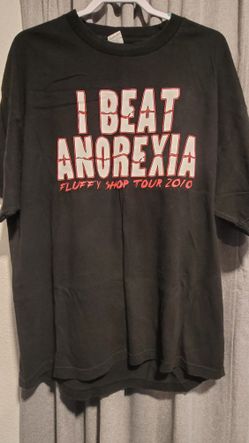 I BEAT
ANOREXIA
FLUFFY SHOP TOUR 2010